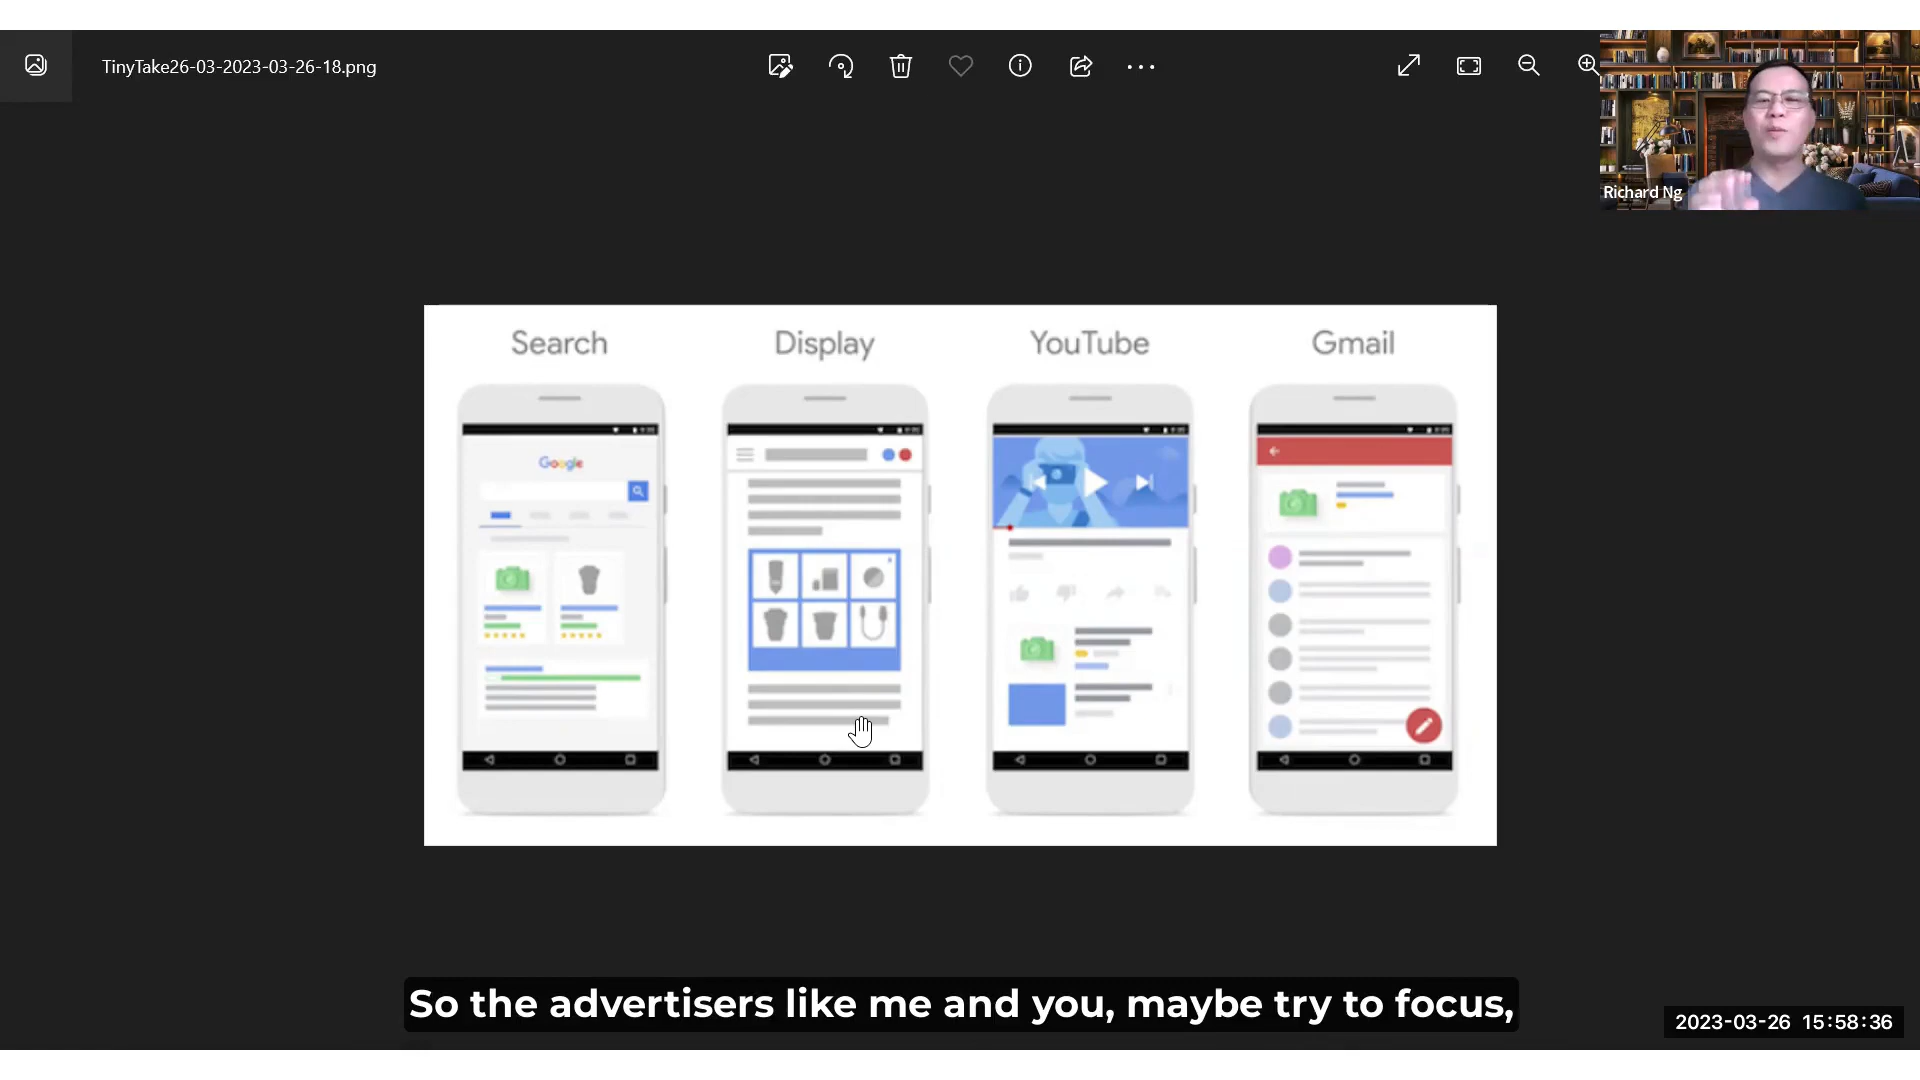 TinyTake26-03-2023-03-26-18.png
Richard Ng
Search
Display
YouTube
Gmail
Google
So the advertisers like me and you, maybe try to focus,
2023-03-26 15:58:36